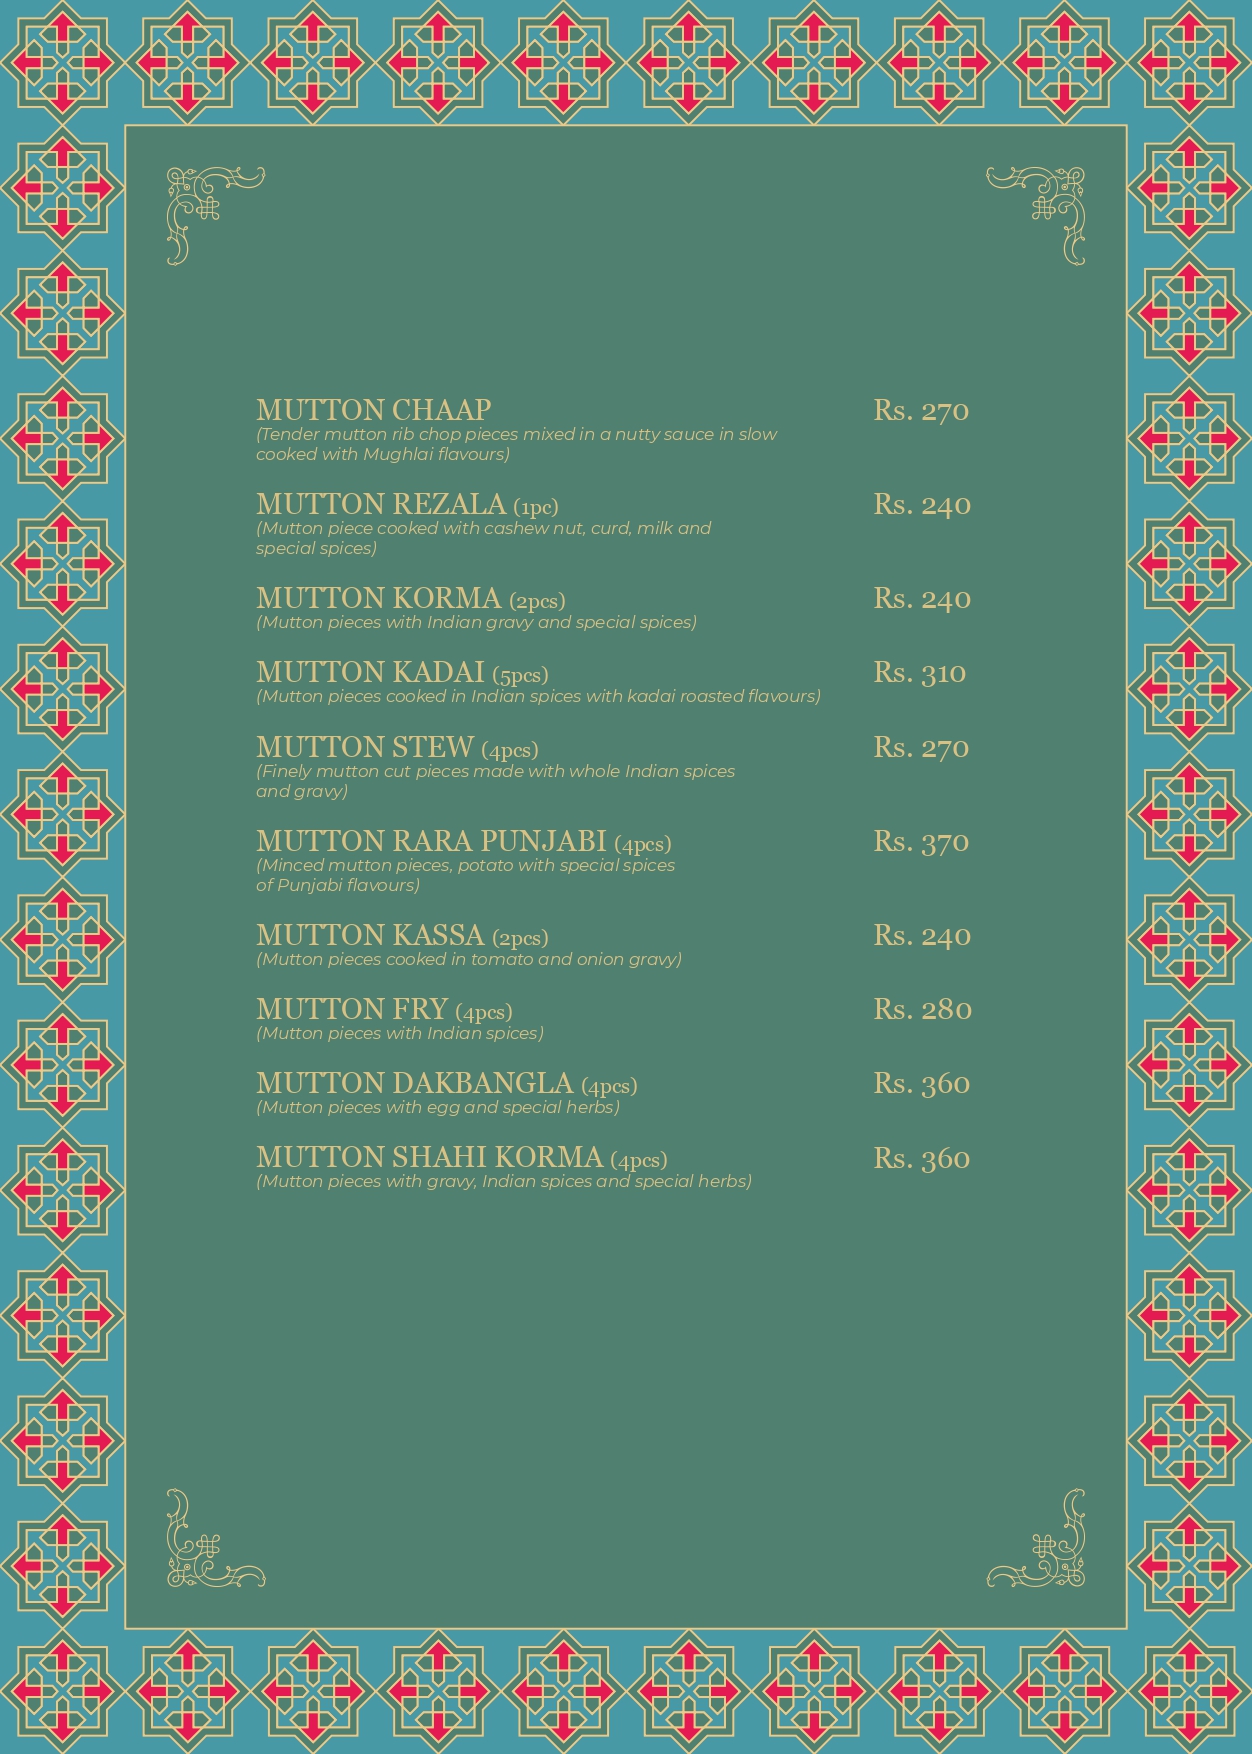 MUTTON CHAAP Rs. 270
(Tender mutton rib chop pieces mixed in a nutty sauce in slow
cooked with Mughlai flavours)
MUTTON REZALA (1pc) Rs. 240
(Mutton piece cooked with cashew nut, curd, milk and
special spices)
MUTTON KORMA (2pcs) Rs. 240
(Mutton pieces with Indian gravy and special spices)
MUTTON KADAI (5pcs) Rs. 310
(Mutton pieces cooked in Indian spices with kadai roasted flavours)
MUTTON STEW (4pcs) Rs. 270
(Finely mutton cut pieces made with whole Indian spices
and gravy)
MUTTON RARA PUNJABI (4pcs) Rs. 370
(Minced mutton pieces, potato with special spices
of Punjabi flavours)
MUTTON KASSA (2pcs) Rs. 240
(Mutton pieces cooked in tomato and onion gravy)
MUTTON FRY (4pcs) Rs. 280
(Mutton pieces with Indian spices)
MUTTON DAKBANGLA (4pcs) Rs. 360
(Mutton pieces with egg and special herbs)
MUTTON SHAHI KORMA (4pcs) Rs. 360
(Mutton pieces with gravy, Indian spices and special herbs)